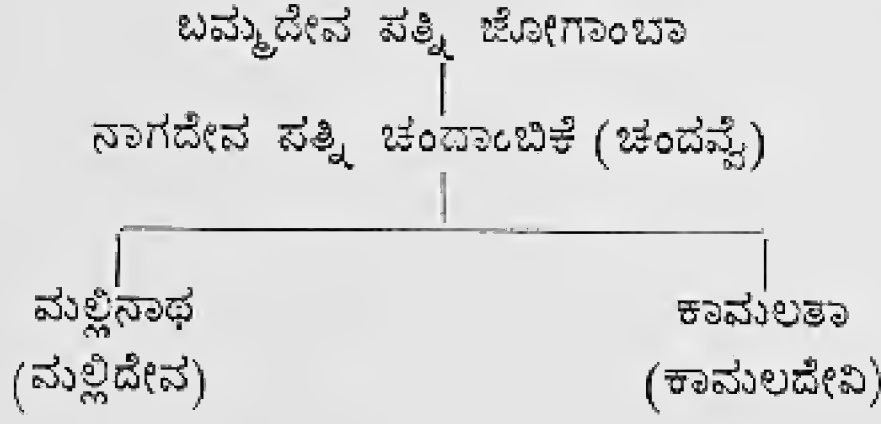 ಬಮ್ಮದೇವ ಪತ್ನಿ ಜೋಗಾಂಬಾ
ನಾಗದೇವ ಪತ್ನಿ ಚಂದಾಂಬಿಕೆ (ಚಂದವ್ವೆ)
ಮಲ್ಲಿನಾಥ ಕಾಮಲತಾ
(ಮಲ್ಲಿದೇವ) (ಕಾಮಲದೇವಿ)